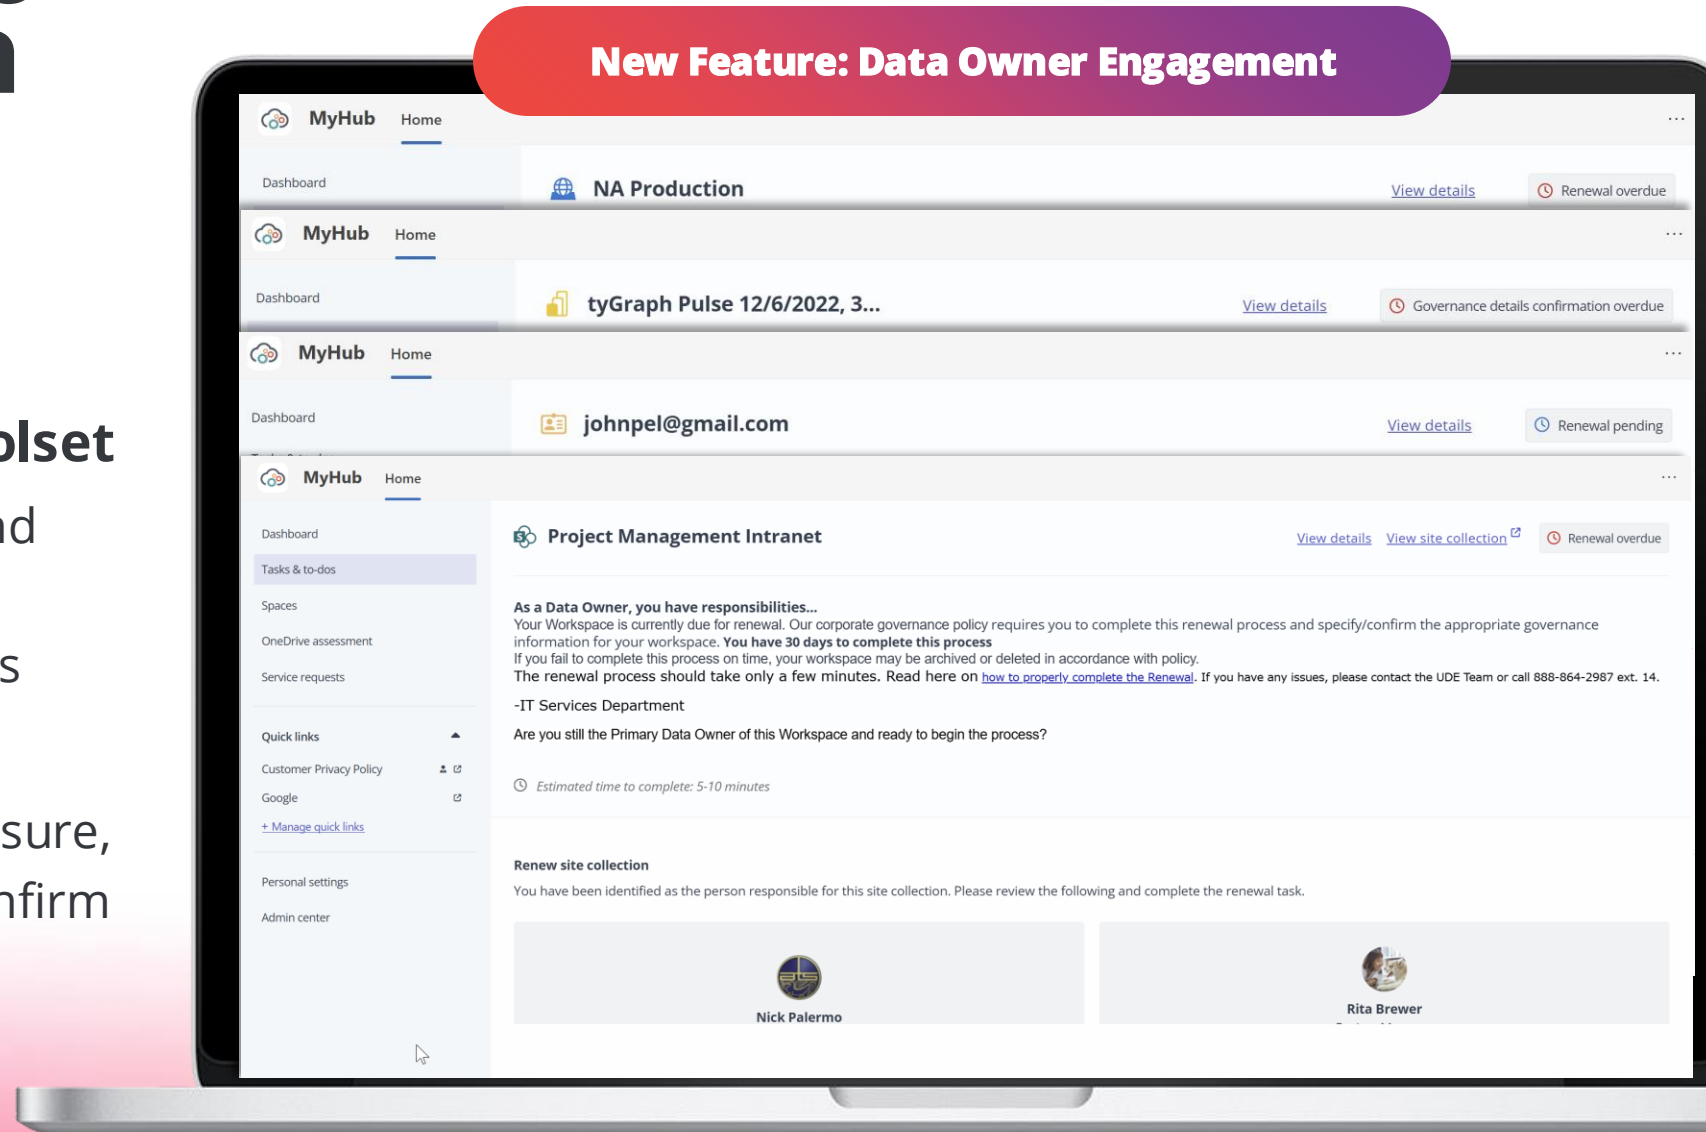 New Feature: Data Owner Engagement
MyHub Home
Dashboard
NA Production View details Renewal overdue
MyHub Home
Dashboard
tyGraph Pulse 12/6/2022, 3... View details Governance details confirmation overdue
MyHub Home
Dashboard
johnpel@gmail.com View details Renewal pending
MyHub Home
Dashboard
Tasks & to-dos
Spaces
OneDrive assessment
Service requests
Quick links
Customer Privacy Policy
Google
+ Manage quick links
Personal settings
Admin center
Project Management Intranet View details View site collection Renewal overdue
As a Data Owner, you have responsibilities...
Your Workspace is currently due for renewal. Our corporate governance policy requires you to complete this renewal process and specify/confirm the appropriate governance
information for your workspace. You have 30 days to complete this process
If you fail to complete this process on time, your workspace may be archived or deleted in accordance with policy.
The renewal process should take only a few minutes. Read here on how to properly complete the Renewal. If you have any issues, please contact the UDE Team or call 888-864-2987 ext. 14.
-IT Services Department
Are you still the Primary Data Owner of this Workspace and ready to begin the process?
Estimated time to complete: 5-10 minutes
Renew site collection
You have been identified as the person responsible for this site collection. Please review the following and complete the renewal task.
Nick Palermo
Rita Brewer
olset
nd
s
sure,
nfirm